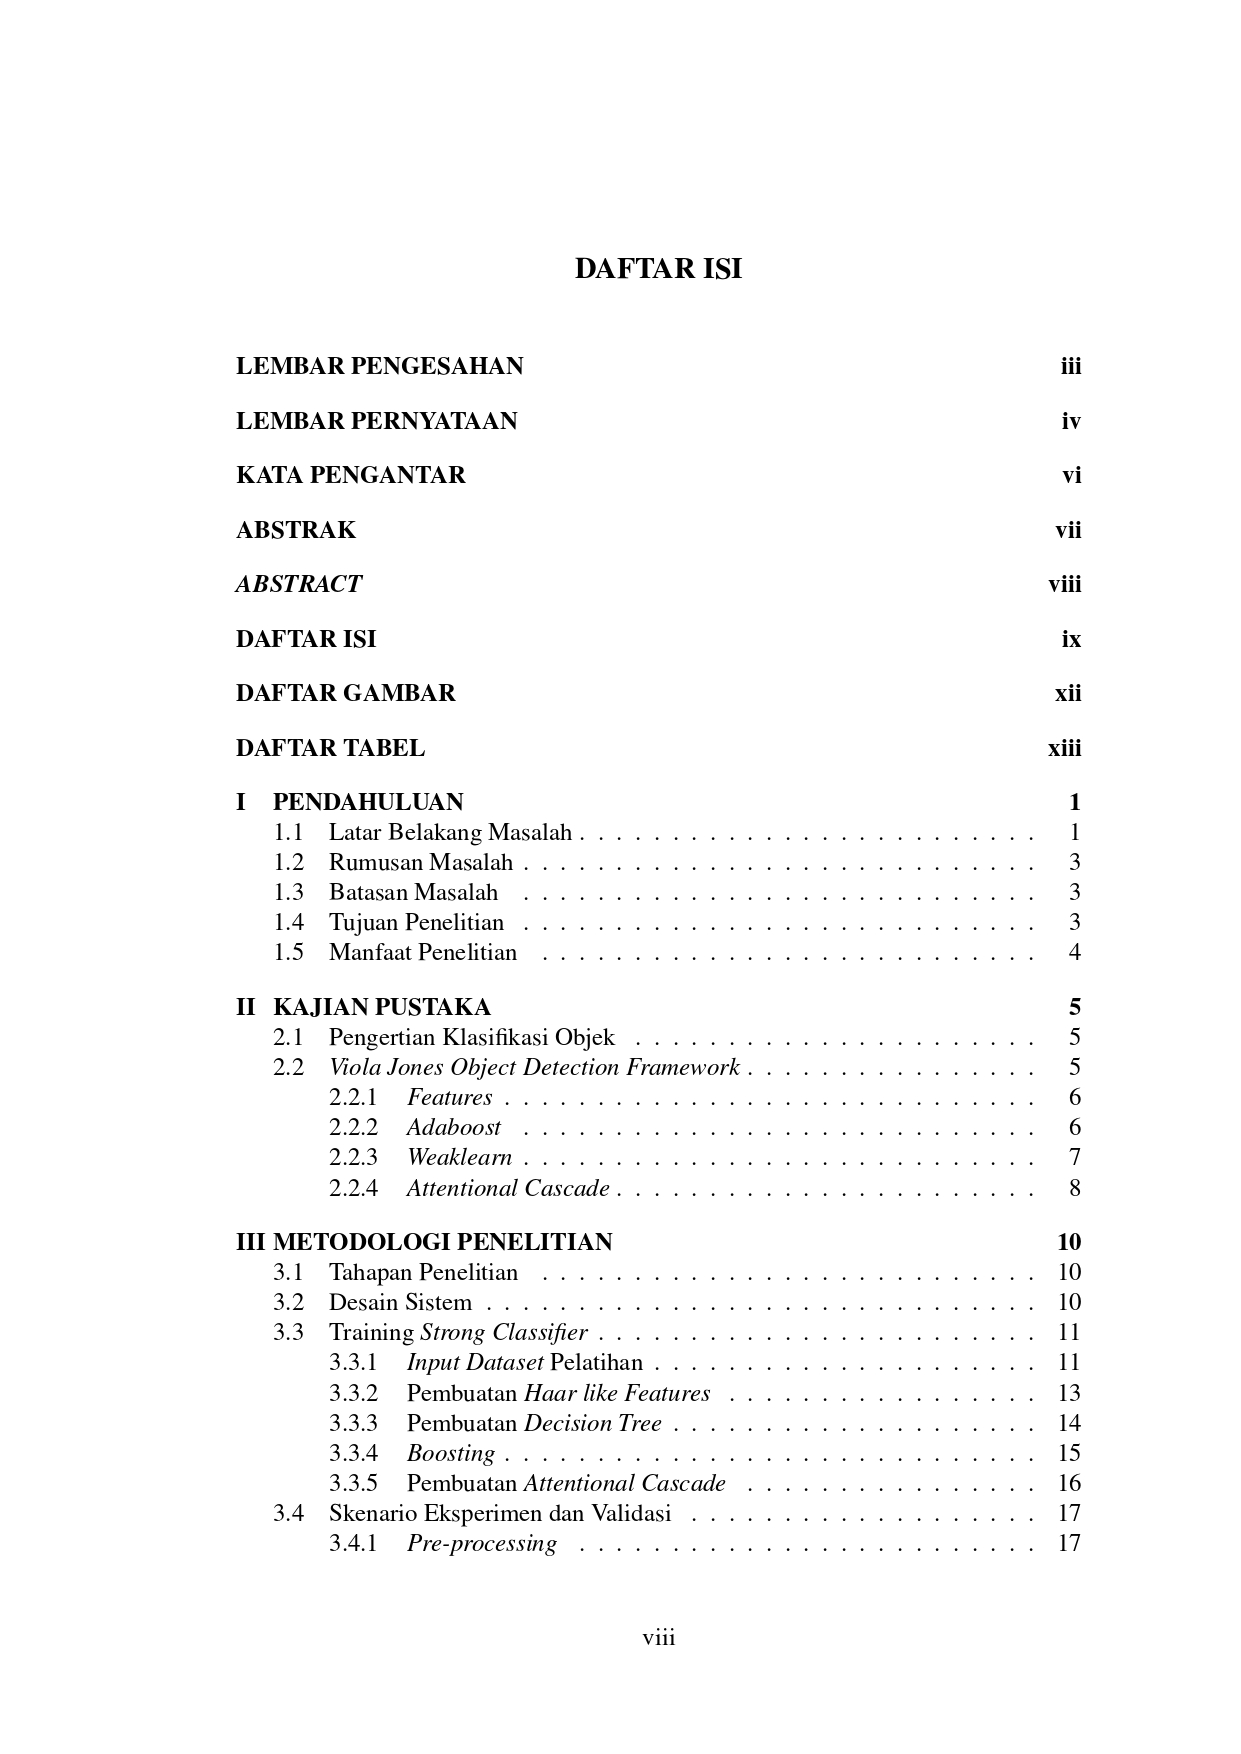 DAFTAR ISI
LEMBAR PENGESAHAN iii
LEMBAR PERNYATAAN iv
KATA PENGANTAR vi
ABSTRAK vii
ABSTRACT viii
DAFTAR ISI ix
DAFTAR GAMBAR xii
DAFTAR TABEL xiii
I PENDAHULUAN 1
1.1 Latar Belakang Masalah . . . . . . . . . . . . . . . . . . . . . . . . . 1
1.2 Rumusan Masalah . . . . . . . . . . . . . . . . . . . . . . . . . . . . 3
1.3 Batasan Masalah . . . . . . . . . . . . . . . . . . . . . . . . . . . . 3
1.4 Tujuan Penelitian . . . . . . . . . . . . . . . . . . . . . . . . . . . . 3
1.5 Manfaat Penelitian . . . . . . . . . . . . . . . . . . . . . . . . . . . 4
II KAJIAN PUSTAKA 5
2.1 Pengertian Klasifikasi Objek . . . . . . . . . . . . . . . . . . . . . . 5
2.2 Viola Jones Object Detection Framework . . . . . . . . . . . . . . . . 5
2.2.1 Features . . . . . . . . . . . . . . . . . . . . . . . . . . . . . 6
2.2.2 Adaboost . . . . . . . . . . . . . . . . . . . . . . . . . . . . 6
2.2.3 Weaklearn . . . . . . . . . . . . . . . . . . . . . . . . . . . . 7
2.2.4 Attentional Cascade . . . . . . . . . . . . . . . . . . . . . . . 8
III METODOLOGI PENELITIAN 10
3.1 Tahapan Penelitian . . . . . . . . . . . . . . . . . . . . . . . . . . . 10
3.2 Desain Sistem . . . . . . . . . . . . . . . . . . . . . . . . . . . . . . 10
3.3 Training Strong Classifier . . . . . . . . . . . . . . . . . . . . . . . . 11
3.3.1 Input Dataset Pelatihan . . . . . . . . . . . . . . . . . . . . . 11
3.3.2 Pembuatan Haar like Features . . . . . . . . . . . . . . . . . 13
3.3.3 Pembuatan Decision Tree . . . . . . . . . . . . . . . . . . . . 14
3.3.4 Boosting . . . . . . . . . . . . . . . . . . . . . . . . . . . . . 15
3.3.5 Pembuatan Attentional Cascade . . . . . . . . . . . . . . . . 16
3.4 Skenario Eksperimen dan Validasi . . . . . . . . . . . . . . . . . . . 17
3.4.1 Pre-processing . . . . . . . . . . . . . . . . . . . . . . . . . 17
viii